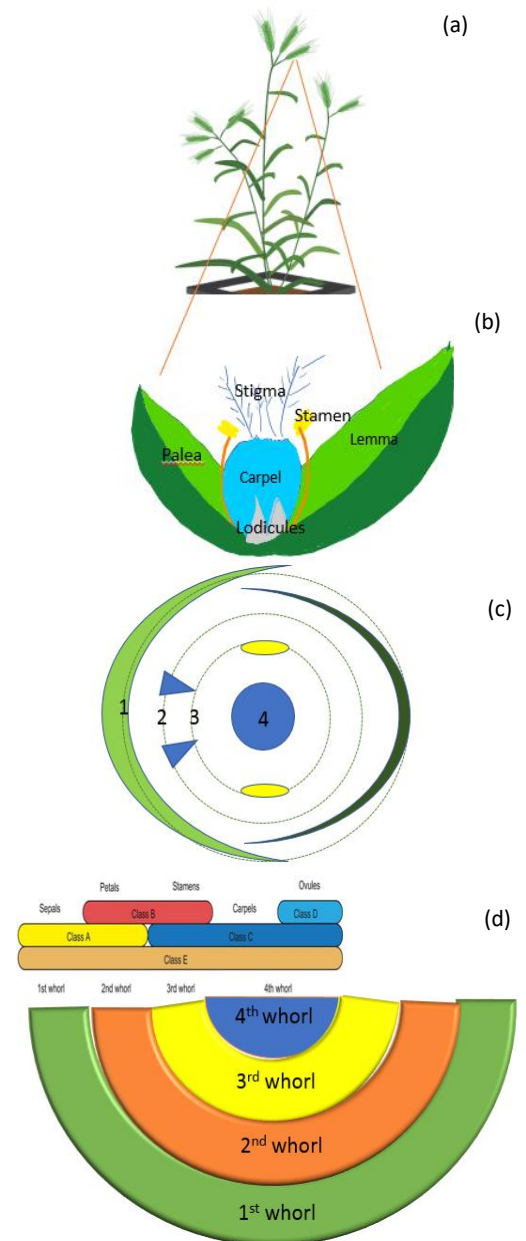 (a)
(b)
Stigma
Stamen
Palea
Lemma
Carpel
Lodicules
(c)
1 2 3 4
(d)
Petals Stamens Ovules
Sepals Class B Carpels Class D
Class A Class C
Class E
1st whorl 2nd whorl 3rd whorl 4th whorl
4th whorl
3rd whorl
2nd whorl
1st whorl